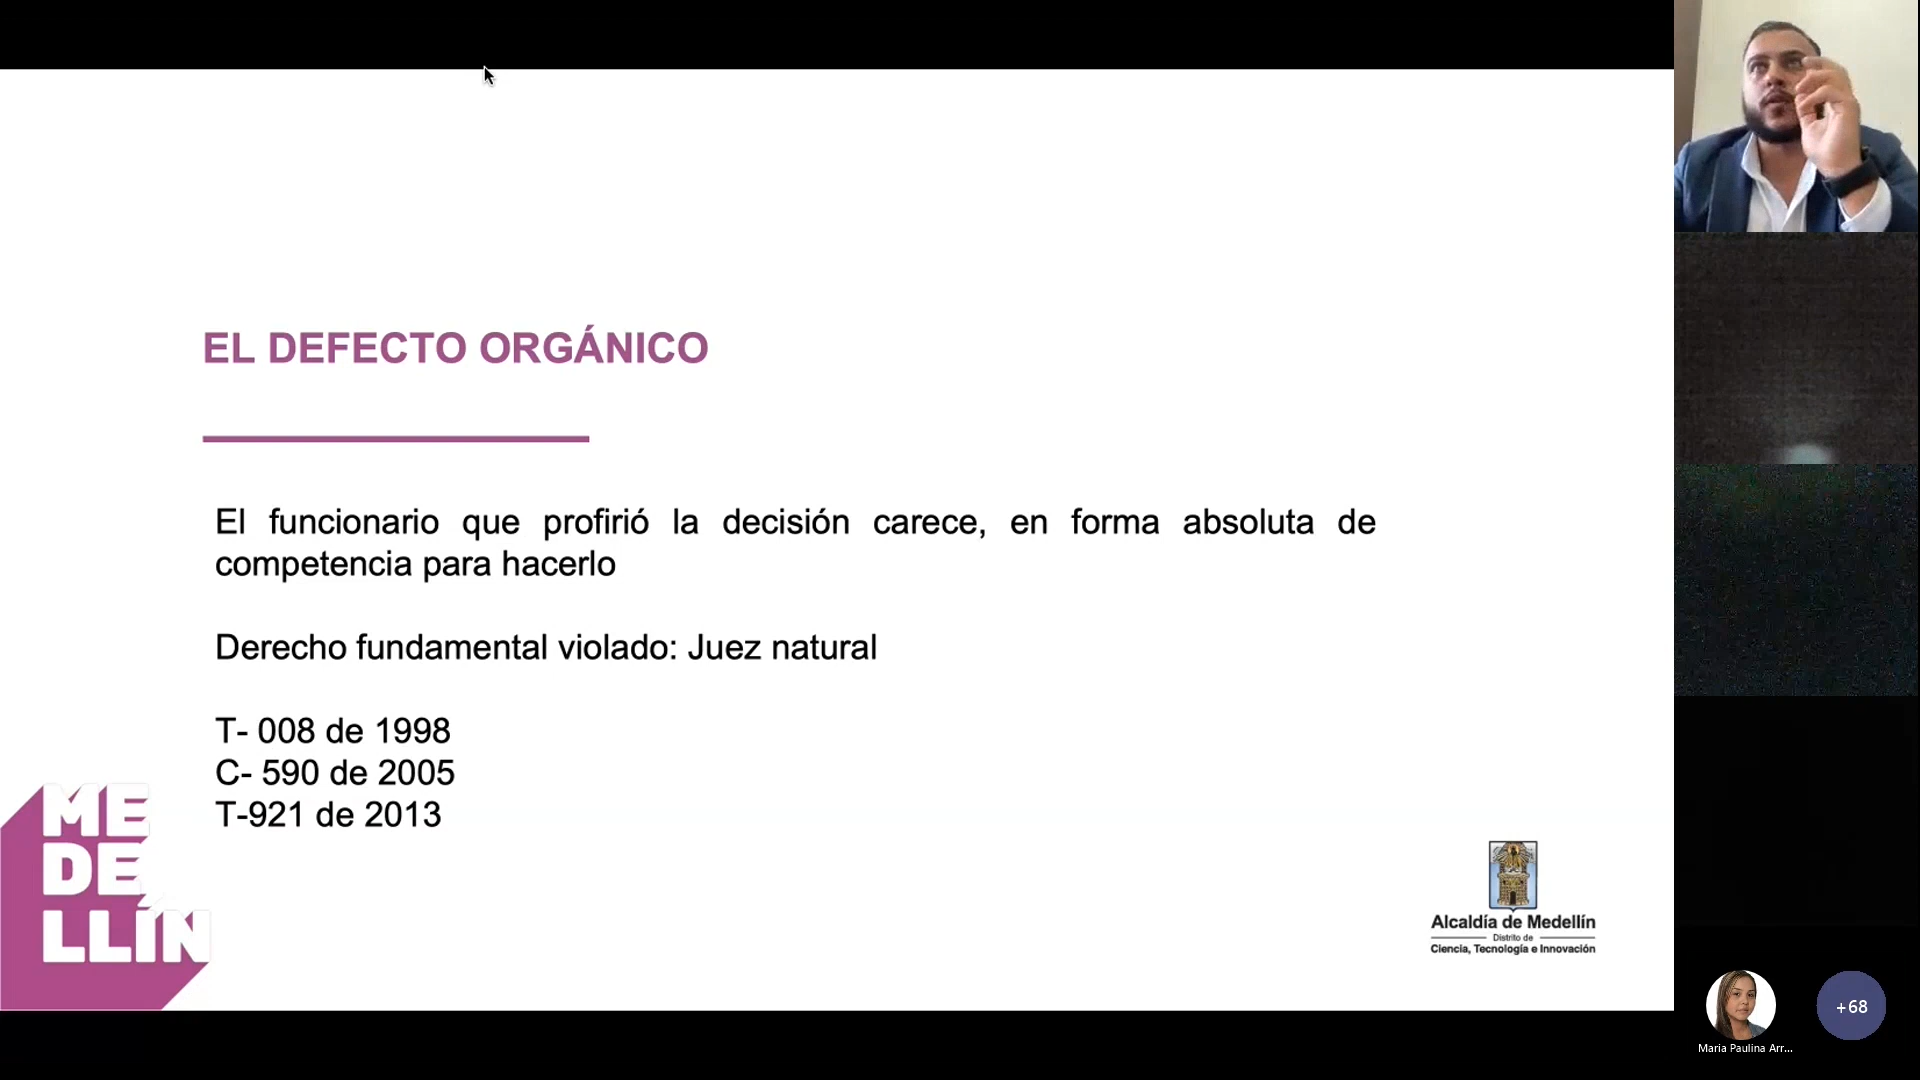 EL DEFECTO ORGÁNICO
El funcionario que profirió la decisión carece, en forma absoluta de
competencia para hacerlo
Derecho fundamental violado: Juez natural
T- 008 de 1998
C- 590 de 2005
T-921 de 2013
ME
DE
LLÍN
Alcaldía de Medellín
Distrito de
Ciencia, Tecnología e Innovación
+68
Maria Paulina Arr...